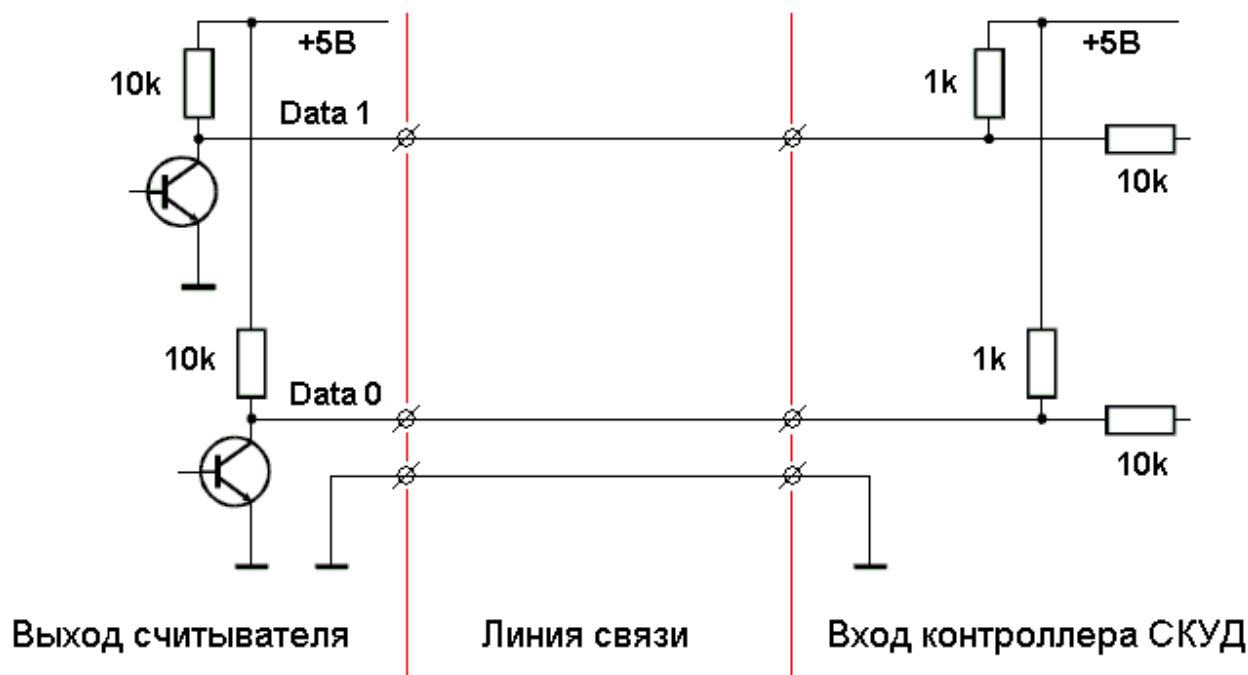 +5В
+5В
10k
1k
Data 1
10k
10k
1k
Data 0
10k
Выход считывателя
Линия связи
Вход контроллера СКУД